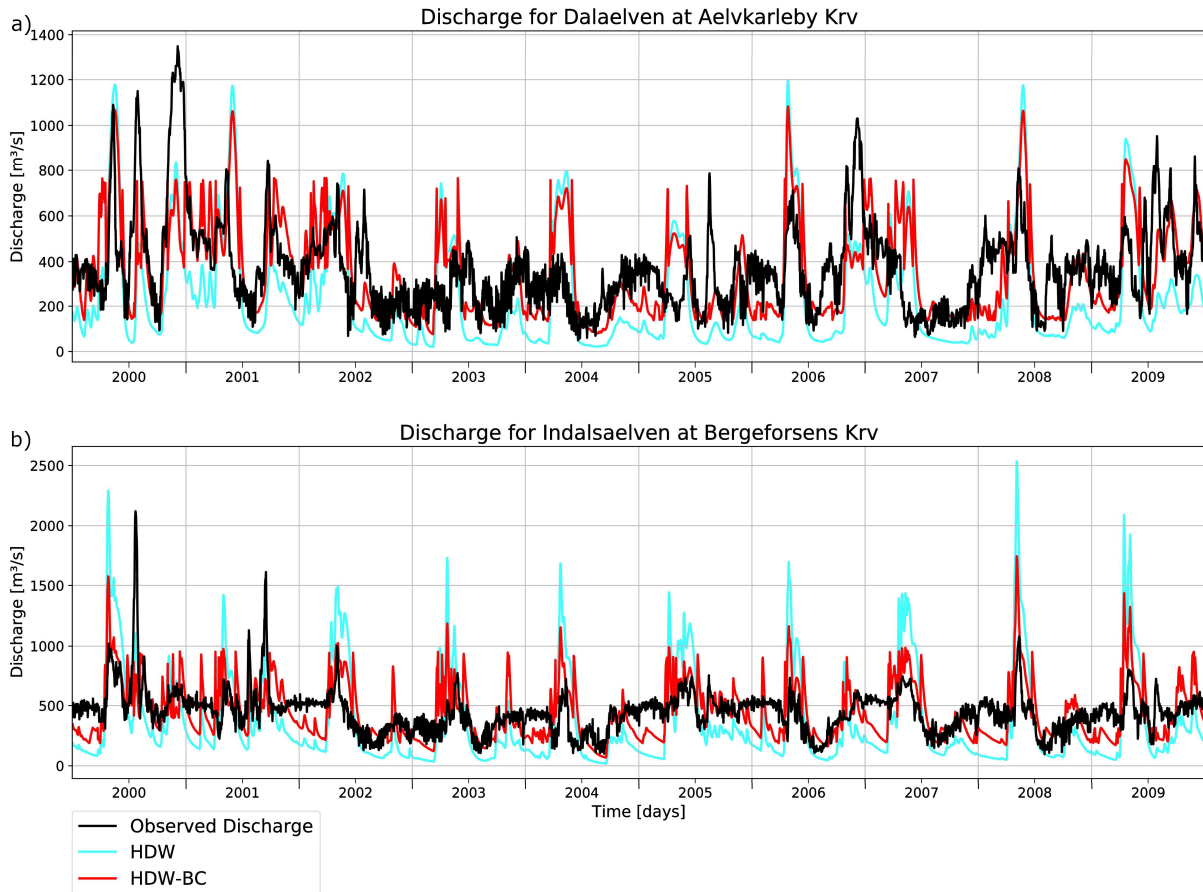 a)
Discharge for Dalaelven at Aelvkarleby Krv
1400
1200
1000
800
600
400
200
0
Discharge [m³/s]
2000 2001 2002 2003 2004 2005 2006 2007 2008 2009
b)
Discharge for Indalsaelven at Bergeforsens Krv
2500
2000
1500
1000
500
0
Discharge [m³/s]
2000 2001 2002 2003 2004 2005 2006 2007 2008 2009
Time [days]
Observed Discharge
HDW
HDW-BC